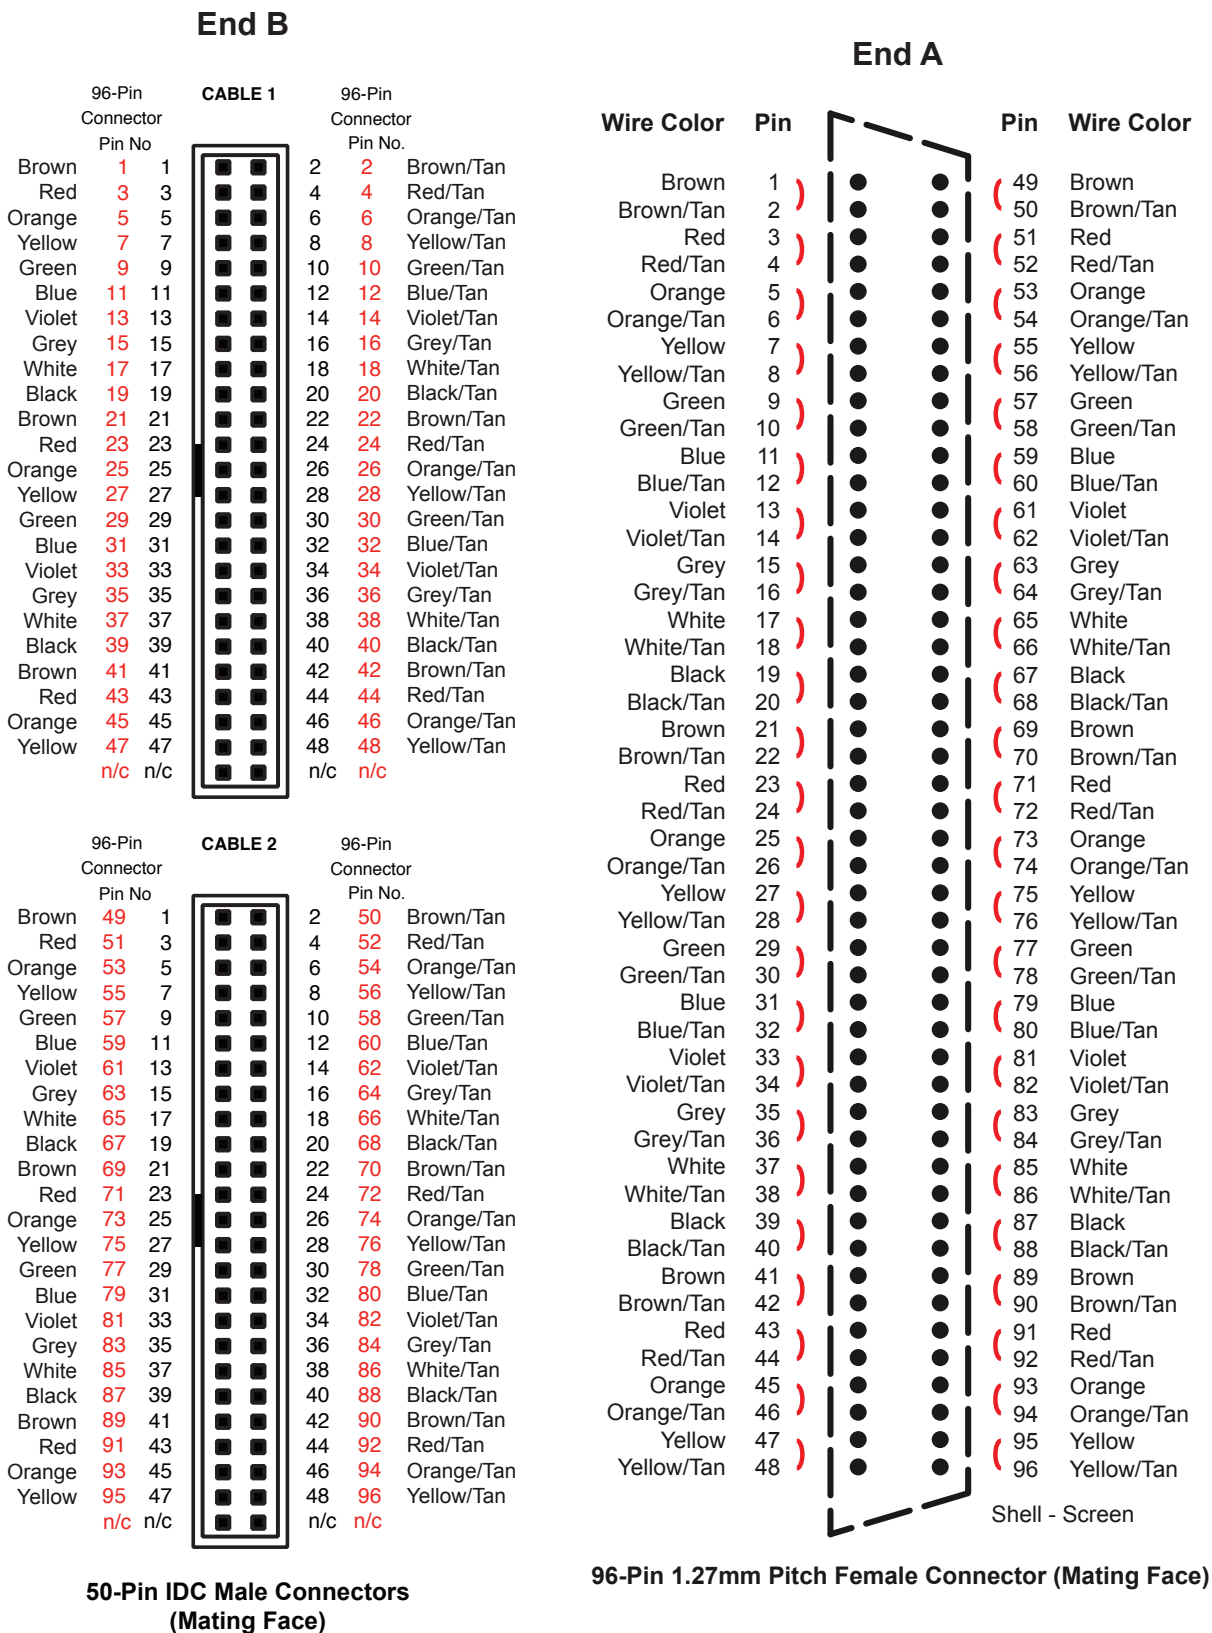 End B
96-Pin CABLE 1 96-Pin
Connector Connector
Pin No Pin No.
Brown 1 1 2 2 Brown/Tan
Red 3 3 4 4 Red/Tan
Orange 5 5 6 6 Orange/Tan
Yellow 7 7 8 8 Yellow/Tan
Green 9 9 10 10 Green/Tan
Blue 11 11 12 12 Blue/Tan
Violet 13 13 14 14 Violet/Tan
Grey 15 15 16 16 Grey/Tan
White 17 17 18 18 White/Tan
Black 19 19 20 20 Black/Tan
Brown 21 21 22 22 Brown/Tan
Red 23 23 24 24 Red/Tan
Orange 25 25 26 26 Orange/Tan
Yellow 27 27 28 28 Yellow/Tan
Green 29 29 30 30 Green/Tan
Blue 31 31 32 32 Blue/Tan
Violet 33 33 34 34 Violet/Tan
Grey 35 35 36 36 Grey/Tan
White 37 37 38 38 White/Tan
Black 39 39 40 40 Black/Tan
Brown 41 41 42 42 Brown/Tan
Red 43 43 44 44 Red/Tan
Orange 45 45 46 46 Orange/Tan
Yellow 47 47 48 48 Yellow/Tan
n/c n/c n/c n/c
96-Pin CABLE 2 96-Pin
Connector Connector
Pin No Pin No.
Brown 49 1 2 50 Brown/Tan
Red 51 3 4 52 Red/Tan
Orange 53 5 6 54 Orange/Tan
Yellow 55 7 8 56 Yellow/Tan
Green 57 9 10 58 Green/Tan
Blue 59 11 12 60 Blue/Tan
Violet 61 13 14 62 Violet/Tan
Grey 63 15 16 64 Grey/Tan
White 65 17 18 66 White/Tan
Black 67 19 20 68 Black/Tan
Brown 69 21 22 70 Brown/Tan
Red 71 23 24 72 Red/Tan
Orange 73 25 26 74 Orange/Tan
Yellow 75 27 28 76 Yellow/Tan
Green 77 29 30 78 Green/Tan
Blue 79 31 32 80 Blue/Tan
Violet 81 33 34 82 Violet/Tan
Grey 83 35 36 84 Grey/Tan
White 85 37 38 86 White/Tan
Black 87 39 40 88 Black/Tan
Brown 89 41 42 90 Brown/Tan
Red 91 43 44 92 Red/Tan
Orange 93 45 46 94 Orange/Tan
Yellow 95 47 48 96 Yellow/Tan
n/c n/c n/c n/c
50-Pin IDC Male Connectors
(Mating Face)
End A
Wire Color Pin Pin Wire Color
Brown 1 49 Brown
Brown/Tan 2 50 Brown/Tan
Red 3 51 Red
Red/Tan 4 52 Red/Tan
Orange 5 53 Orange
Orange/Tan 6 54 Orange/Tan
Yellow 7 55 Yellow
Yellow/Tan 8 56 Yellow/Tan
Green 9 57 Green
Green/Tan 10 58 Green/Tan
Blue 11 59 Blue
Blue/Tan 12 60 Blue/Tan
Violet 13 61 Violet
Violet/Tan 14 62 Violet/Tan
Grey 15 63 Grey
Grey/Tan 16 64 Grey/Tan
White 17 65 White
White/Tan 18 66 White/Tan
Black 19 67 Black
Black/Tan 20 68 Black/Tan
Brown 21 69 Brown
Brown/Tan 22 70 Brown/Tan
Red 23 71 Red
Red/Tan 24 72 Red/Tan
Orange 25 73 Orange
Orange/Tan 26 74 Orange/Tan
Yellow 27 75 Yellow
Yellow/Tan 28 76 Yellow/Tan
Green 29 77 Green
Green/Tan 30 78 Green/Tan
Blue 31 79 Blue
Blue/Tan 32 80 Blue/Tan
Violet 33 81 Violet
Violet/Tan 34 82 Violet/Tan
Grey 35 83 Grey
Grey/Tan 36 84 Grey/Tan
White 37 85 White
White/Tan 38 86 White/Tan
Black 39 87 Black
Black/Tan 40 88 Black/Tan
Brown 41 89 Brown
Brown/Tan 42 90 Brown/Tan
Red 43 91 Red
Red/Tan 44 92 Red/Tan
Orange 45 93 Orange
Orange/Tan 46 94 Orange/Tan
Yellow 47 95 Yellow
Yellow/Tan 48 96 Yellow/Tan
Shell - Screen
96-Pin 1.27mm Pitch Female Connector (Mating Face)